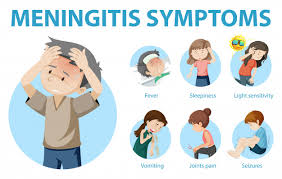 MENINGITIS SYMPTOMS
Fever
Sleepiness
Light sensitivity
Vomiting
Joints pain
Seizures